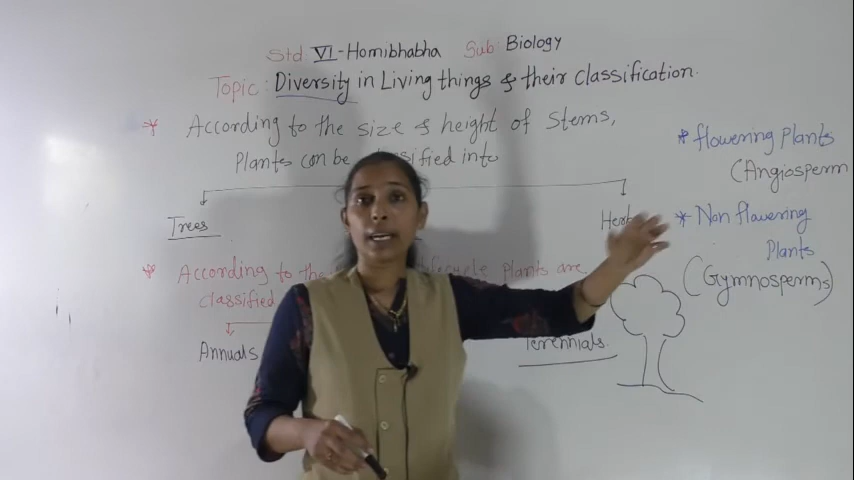 Std VI - Homibhabha Sub: Biology
Topic: Diversity in Living things & their classification.
* According to the size & height of stems,
Plants can be classified into
Trees
* According to the lifecycle plants are
classified
Annuals
Perennials.
* flowering Plants
(Angiosperm
* Non flowering
Plants
(Gymnosperms)